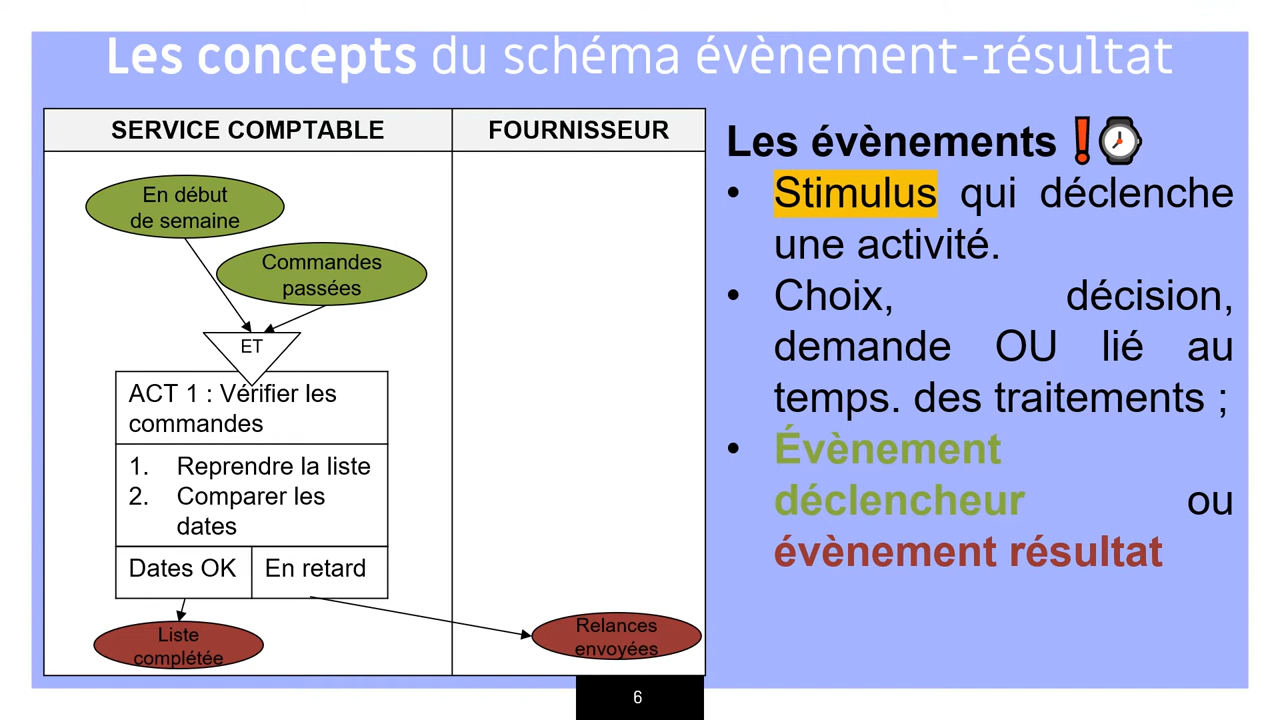 Les concepts du schéma évènement-résultat
SERVICE COMPTABLE
FOURNISSEUR
En début
de semaine
Commandes
passées
ET
ACT 1 : Vérifier les
commandes
1. Reprendre la liste
2. Comparer les
dates
Dates OK
En retard
Liste
complétée
Relances
envoyées
Les évènements
• Stimulus qui déclenche
une activité.
• Choix, décision,
demande OU lié au
temps. des traitements ;
• Évènement
déclencheur ou
évènement résultat
6